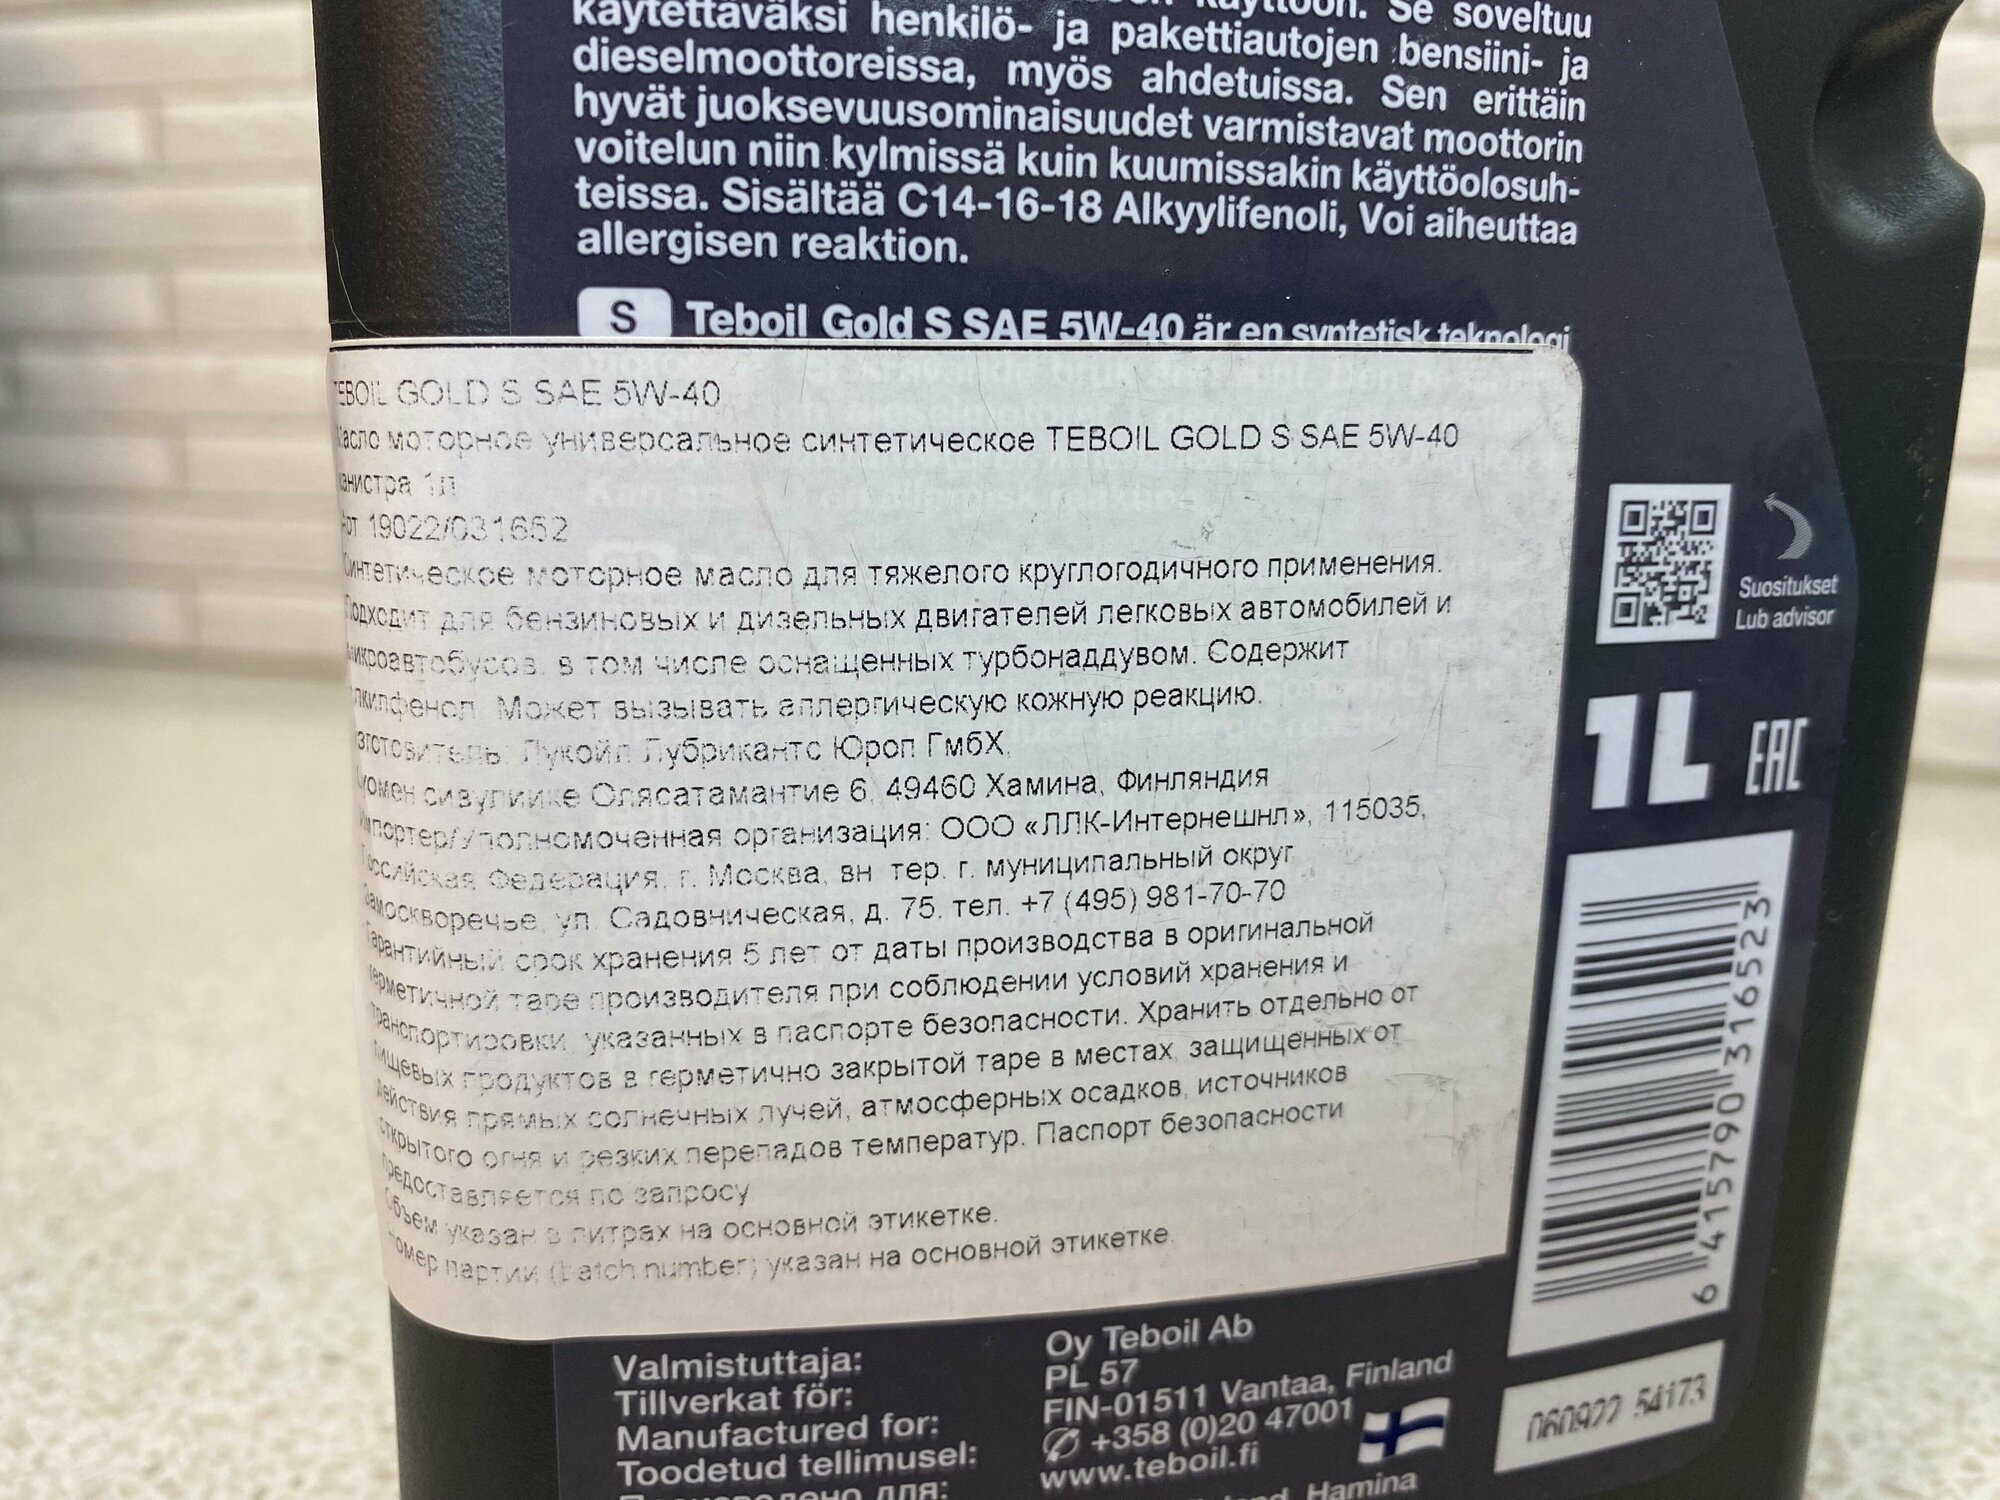 käytettäväksi henkilö- ja pakettiautojen bensiini- ja
dieselmoottoreissa, myös ahdetuissa. Sen erittäin
hyvät juoksevuusominaisuudet varmistavat moottorin
voitelun niin kylmissä kuin kuumissakin käyttöolosuh-
teissa. Sisältää C14-16-18 Alkyylifenoli, Voi aiheuttaa
allergisen reaktion.
S Teboil Gold S SAE 5W-40 är en syntetisk teknologi
TEBOIL GOLD S SAE 5W-40
Масло моторное универсальное синтетическое TEBOIL GOLD S SAE 5W-40
канистра 1л
Арт 19022/031652
Синтетическое моторное масло для тяжелого круглогодичного применения.
Подходит для бензиновых и дизельных двигателей легковых автомобилей и
микроавтобусов, в том числе оснащенных турбонаддувом. Содержит
алкилфенол. Может вызывать аллергическую кожную реакцию.
Изготовитель: Лукойл Лубрикантс Юроп ГмбХ,
Суомен сивулиике Олясатамантие 6, 49460 Хамина, Финляндия
Импортер/Уполномоченная организация: ООО «ЛЛК-Интернешнл», 115035,
Российская Федерация, г. Москва, вн. тер. г. муниципальный округ
Замоскворечье, ул. Садовническая, д. 75. тел. +7 (495) 981-70-70
Гарантийный срок хранения 5 лет от даты производства в оригинальной
герметичной таре производителя при соблюдении условий хранения и
транспортировки, указанных в паспорте безопасности. Хранить отдельно от
пищевых продуктов в герметично закрытой таре в местах, защищенных от
действия прямых солнечных лучей, атмосферных осадков, источников
открытого огня и резких перепадов температур. Паспорт безопасности
предоставляется по запросу
Объем указан в литрах на основной этикетке.
Номер партии (batch number) указан на основной этикетке.
Suositukset
Lub advisor
1L EAC
6 415790 316523
060922 54173
Valmistuttaja:
Tillverkat för:
Manufactured for:
Toodetud tellimusel:
Произведено для:
Oy Teboil Ab
PL 57
FIN-01511 Vantaa, Finland
+358 (0)20 47001
www.teboil.fi
Hamina